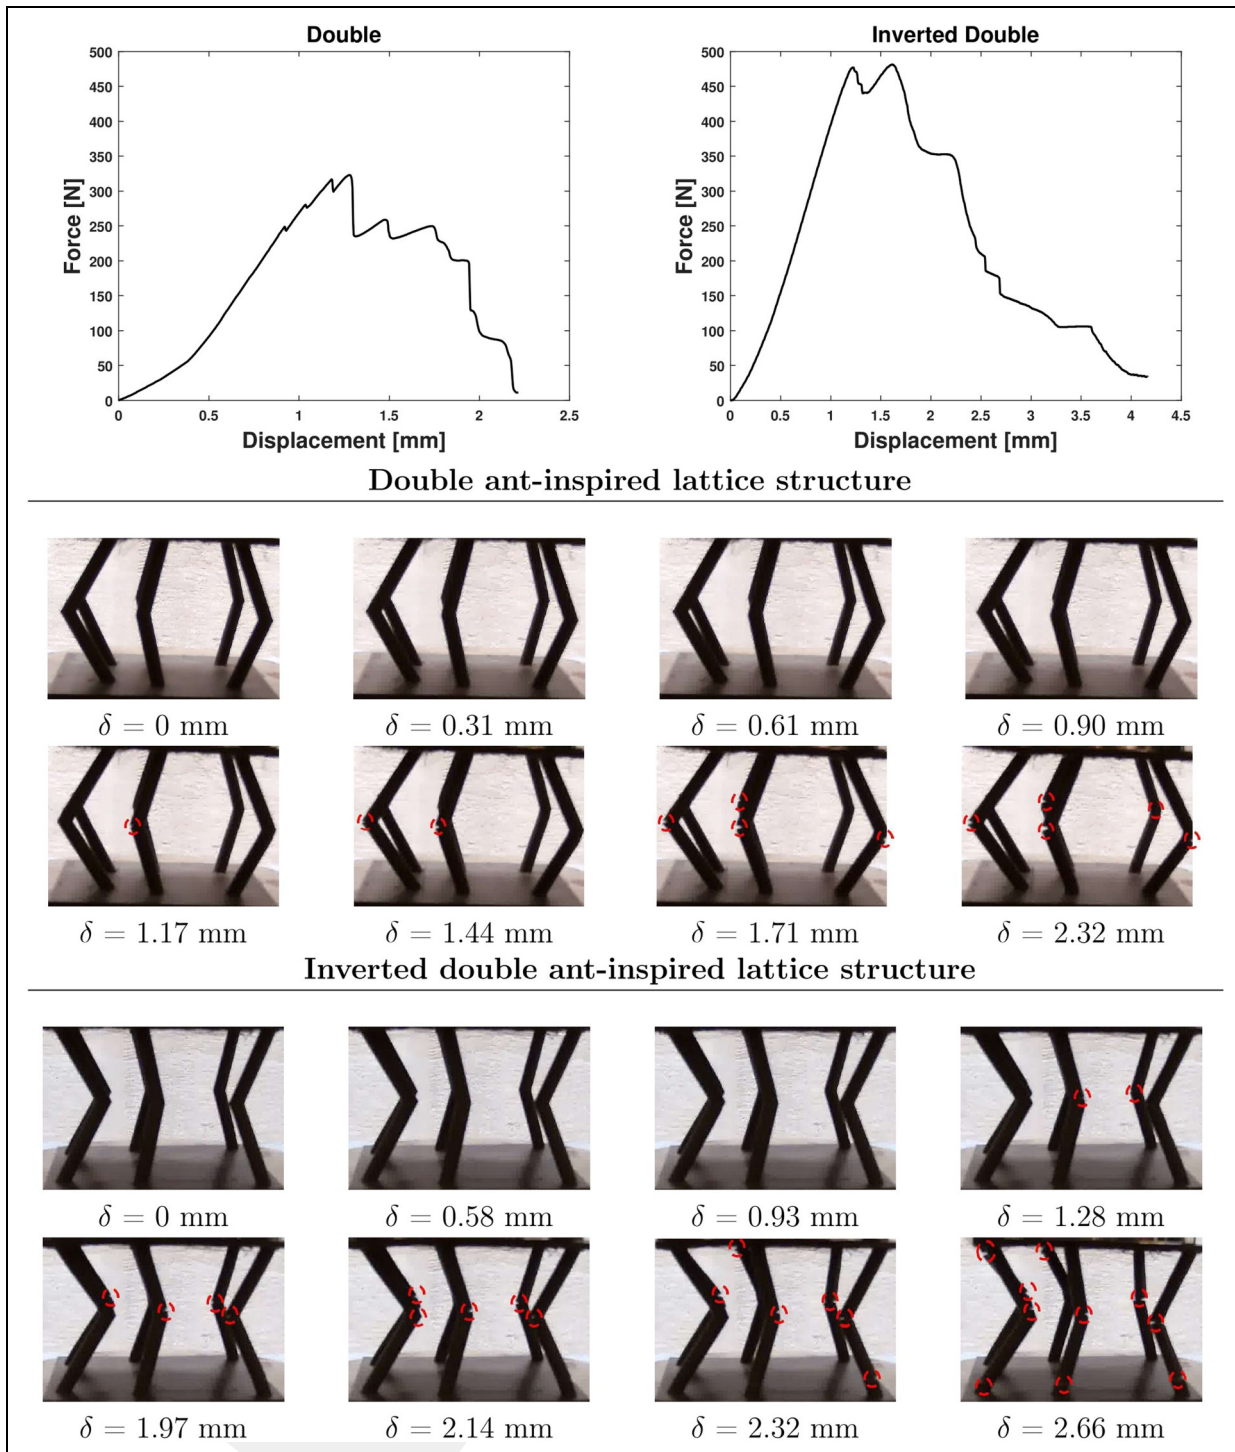 Double
Inverted Double
500
450
400
350
300
250
200
150
100
50
0
Force [N]
0 0.5 1 1.5 2 2.5
Displacement [mm]
500
450
400
350
300
250
200
150
100
50
0
Force [N]
0 0.5 1 1.5 2 2.5 3 3.5 4 4.5
Displacement [mm]
Double ant-inspired lattice structure
δ = 0 mm
δ = 0.31 mm
δ = 0.61 mm
δ = 0.90 mm
δ = 1.17 mm
δ = 1.44 mm
δ = 1.71 mm
δ = 2.32 mm
Inverted double ant-inspired lattice structure
δ = 0 mm
δ = 0.58 mm
δ = 0.93 mm
δ = 1.28 mm
δ = 1.97 mm
δ = 2.14 mm
δ = 2.32 mm
δ = 2.66 mm